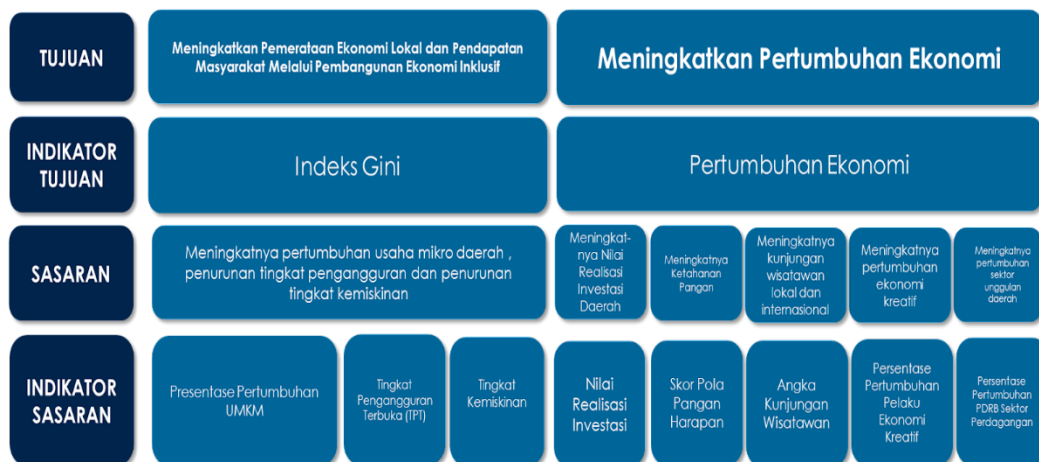 TUJUAN
Meningkatkan Pemerataan Ekonomi Lokal dan Pendapatan
Masyarakat Melalui Pembangunan Ekonomi Inklusif
Meningkatkan Pertumbuhan Ekonomi
INDIKATOR
TUJUAN
Indeks Gini
Pertumbuhan Ekonomi
SASARAN
Meningkatnya pertumbuhan usaha mikro daerah ,
penurunan tingkat pengangguran dan penurunan
tingkat kemiskinan
Meningkat-
nya Nilai
Realisasi
Investasi
Daerah
Meningkatnya
Ketahanan
Pangan
Meningkatnya
kunjungan
wisatawan
lokal dan
internasional
Meningkatnya
pertumbuhan
ekonomi
kreatif
Meningkatnya
pertumbuhan
sektor
unggulan
daerah
INDIKATOR
SASARAN
Presentase Pertumbuhan
UMKM
Tingkat
Pengangguran
Terbuka (TPT)
Tingkat
Kemiskinan
Nilai
Realisasi
Investasi
Skor Pola
Pangan
Harapan
Angka
Kunjungan
Wisatawan
Persentase
Pertumbuhan
Pelaku
Ekonomi
Kreatif
Persentase
Pertumbuhan
PDRB Sektor
Perdagangan